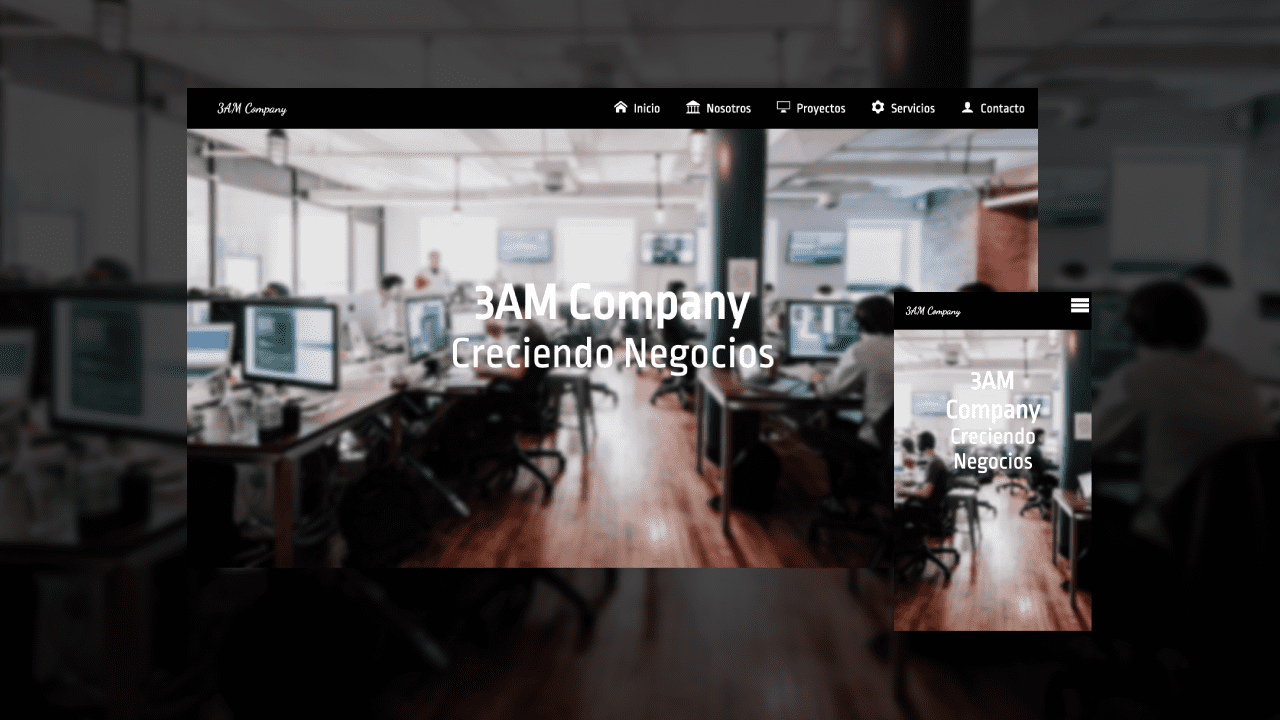 3AM Company
Inicio Nosotros Proyectos Servicios Contacto
3AM Company
Creciendo Negocios
3AM Company
3AM
Company
Creciendo
Negocios